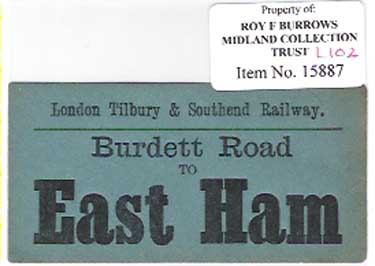 Property of:
ROY F BURROWS
MIDLAND COLLECTION
TRUST L102
Item No. 15887
London Tilbury & Southend Railway.
Burdett Road
TO
East Ham